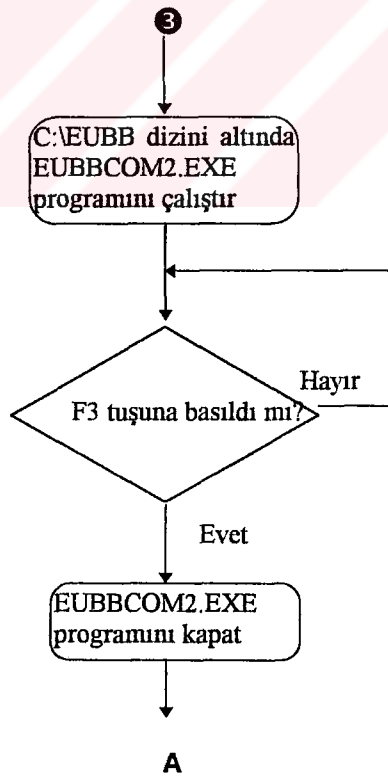 3
C:\EUBB dizini altında
EUBBCOM2.EXE
programını çalıştır
Hayır
F3 tuşuna basıldı mı?
Evet
EUBBCOM2.EXE
programını kapat
A